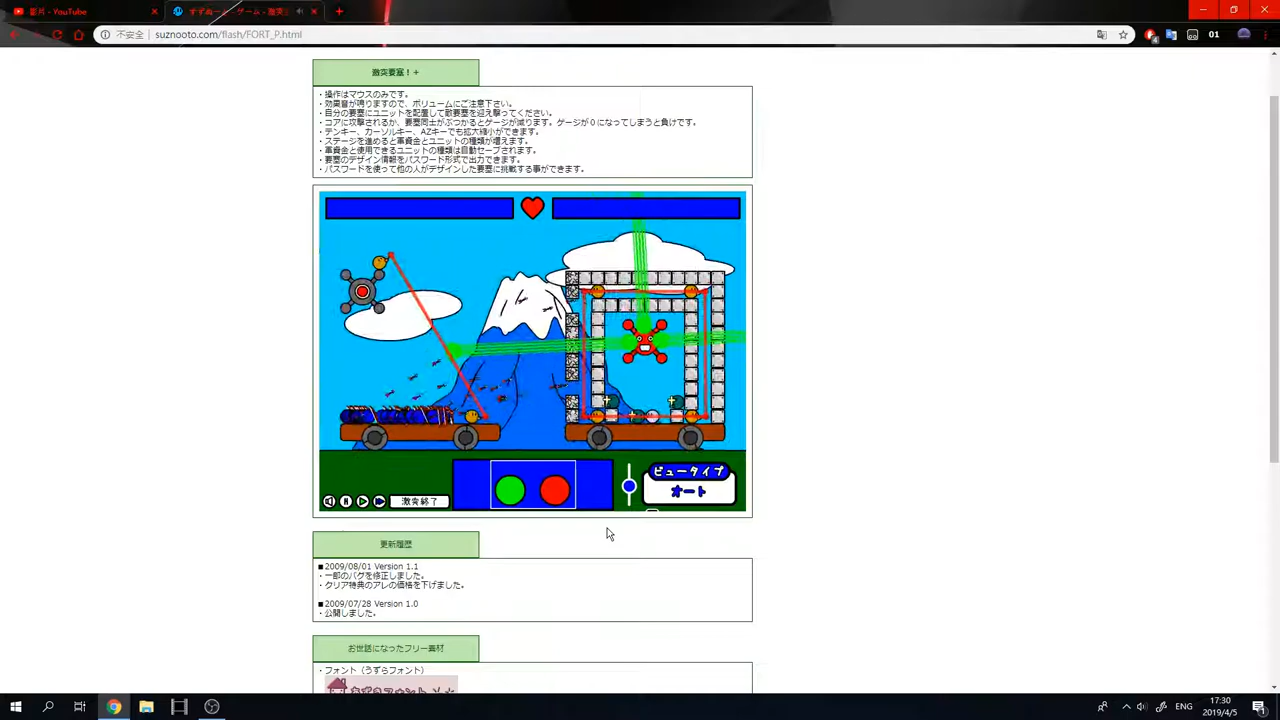 影片 - YouTube
すずぬーと - ゲーム - 激突
不安全
suznooto.com/flash/FORT_P.html
4
01
激突要塞！＋
・操作はマウスのみです。
・効果音が鳴りますので、ボリュームにご注意下さい。
・自分の要塞にユニットを配置して敵要塞を迎え撃ってください。
・コアに攻撃されるか、要塞同士がぶつかるとゲージが減ります。ゲージが０になってしまうと負けです。
・テンキー、カーソルキー、AZキーでも拡大縮小ができます。
・ステージを進めると軍資金とユニットの種類が増えます。
・軍資金と使用できるユニットの種類は自動セーブされます。
・要塞のデザイン情報をパスワード形式で出力できます。
・パスワードを使って他の人がデザインした要塞に挑戦する事ができます。
ビュータイプ
オート
激突終了
更新履歴
■2009/08/01 Version 1.1
・一部のバグを修正しました。
・クリア特典のアレの価格を下げました。
■2009/07/28 Version 1.0
・公開しました。
お世話になったフリー素材
・フォント（うずらフォント）
ENG
17:30
2019/4/5
1